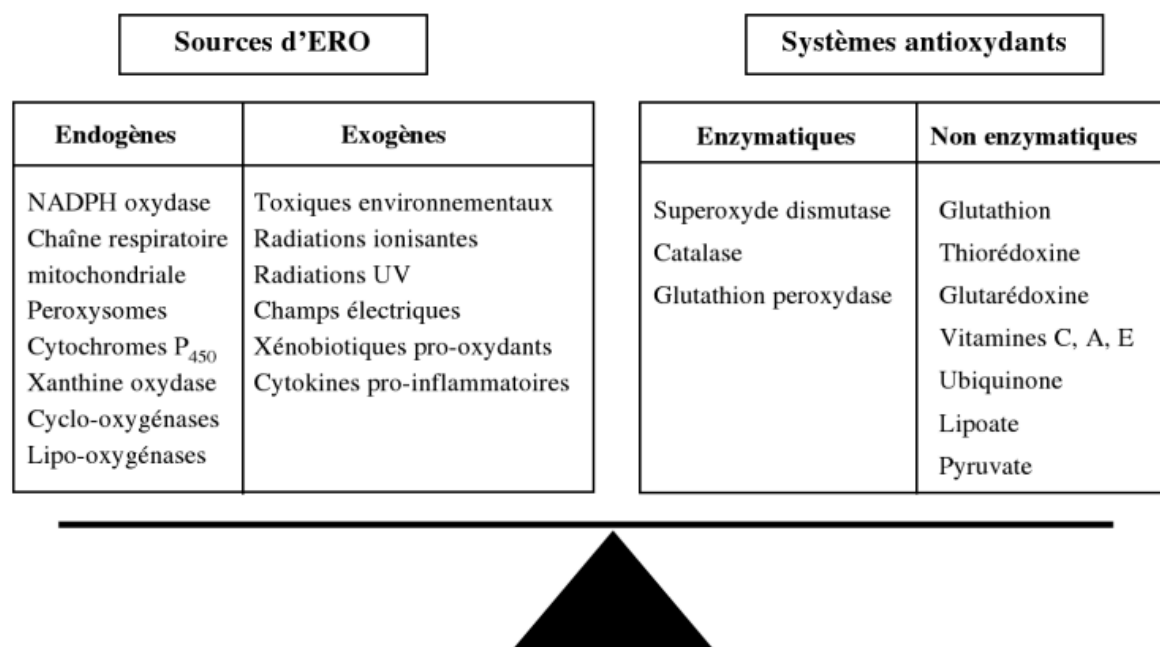 Sources d’ERO
Systèmes antioxydants
Endogènes
Exogènes
NADPH oxydase
Chaîne respiratoire
mitochondriale
Peroxysomes
Cytochromes P450
Xanthine oxydase
Cyclo-oxygénases
Lipo-oxygénases
Toxiques environnementaux
Radiations ionisantes
Radiations UV
Champs électriques
Xénobiotiques pro-oxydants
Cytokines pro-inflammatoires
Enzymatiques
Non enzymatiques
Superoxyde dismutase
Catalase
Glutathion peroxydase
Glutathion
Thiorédoxine
Glutarédoxine
Vitamines C, A, E
Ubiquinone
Lipoate
Pyruvate